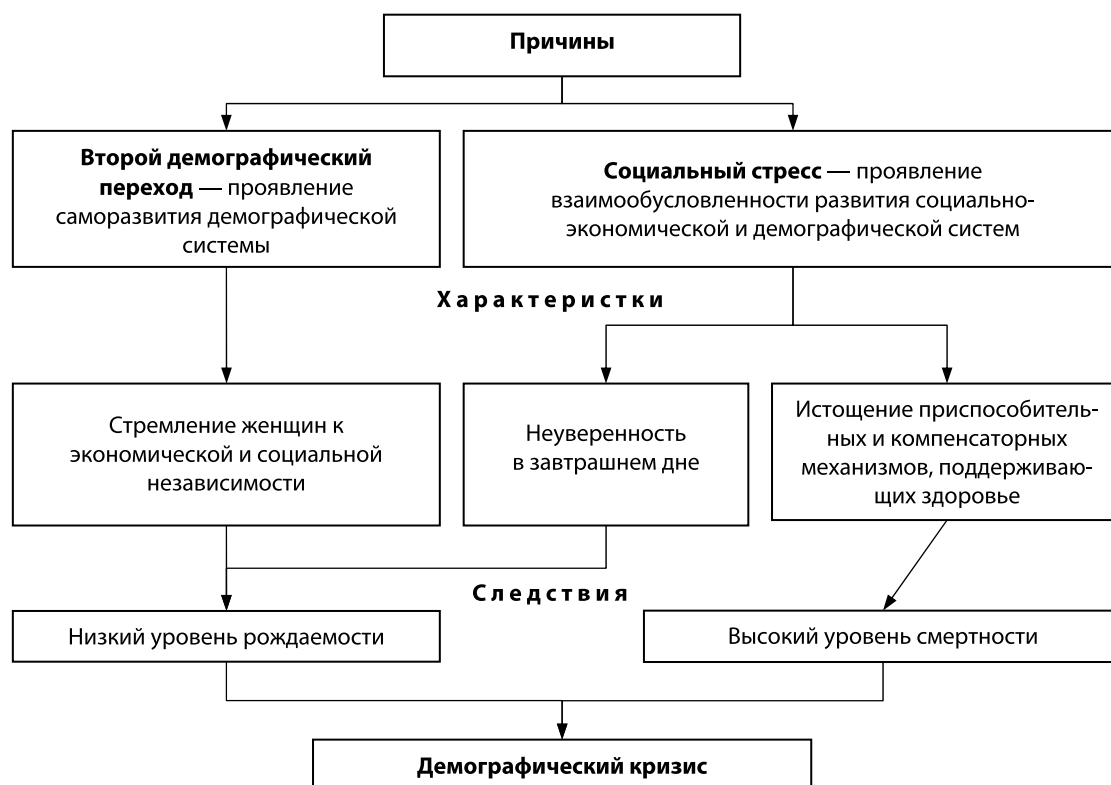 Причины
Второй демографический
переход — проявление
саморазвития демографической
системы
Социальный стресс — проявление
взаимообусловленности развития социально-
экономической и демографической систем
Характеристки
Стремление женщин к
экономической и социальной
независимости
Неуверенность
в завтрашнем дне
Истощение приспособитель-
ных и компенсаторных
механизмов, поддерживаю-
щих здоровье
Следствия
Низкий уровень рождаемости
Высокий уровень смертности
Демографический кризис